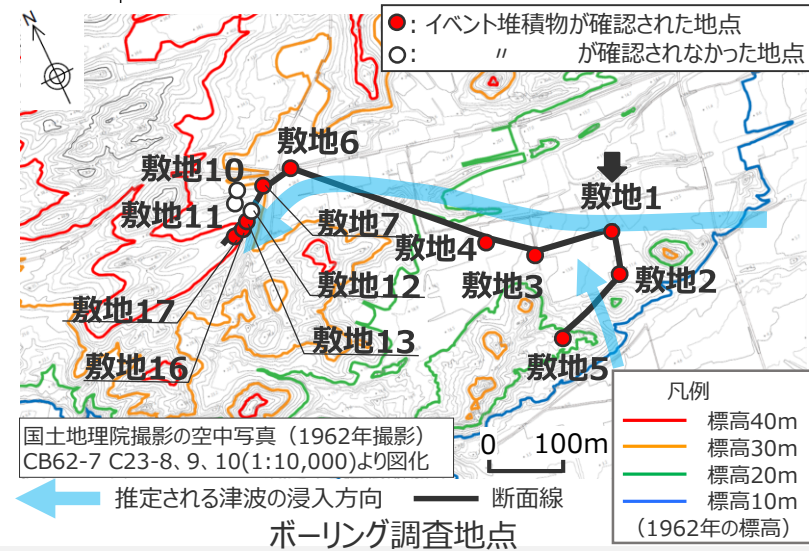 N
●：イベント堆積物が確認された地点
○：　〃　が確認されなかった地点
敷地6
敷地10
敷地1
敷地11
敷地7
敷地4
敷地3
敷地2
敷地12
敷地17
敷地13
敷地16
敷地5
国土地理院撮影の空中写真（1962年撮影）
CB62-7 C23-8、9、10(1:10,000)より図化
0 100m
凡例
標高40m
標高30m
標高20m
標高10m
（1962年の標高）
推定される津波の浸入方向
断面線
ボーリング調査地点